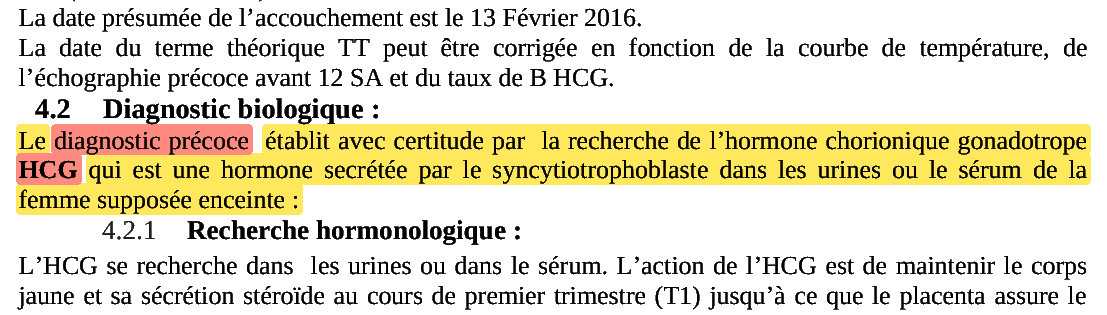 La date présumée de l'accouchement est le 13 Février 2016.
La date du terme théorique TT peut être corrigée en fonction de la courbe de température, de
l'échographie précoce avant 12 SA et du taux de B HCG.
4.2 Diagnostic biologique :
Le diagnostic précoce établit avec certitude par la recherche de l'hormone chorionique gonadotrope
HCG qui est une hormone secrétée par le syncytiotrophoblaste dans les urines ou le sérum de la
femme supposée enceinte :
4.2.1 Recherche hormonologique :
L'HCG se recherche dans les urines ou dans le sérum. L'action de l'HCG est de maintenir le corps
jaune et sa sécrétion stéroïde au cours de premier trimestre (T1) jusqu'à ce que le placenta assure le